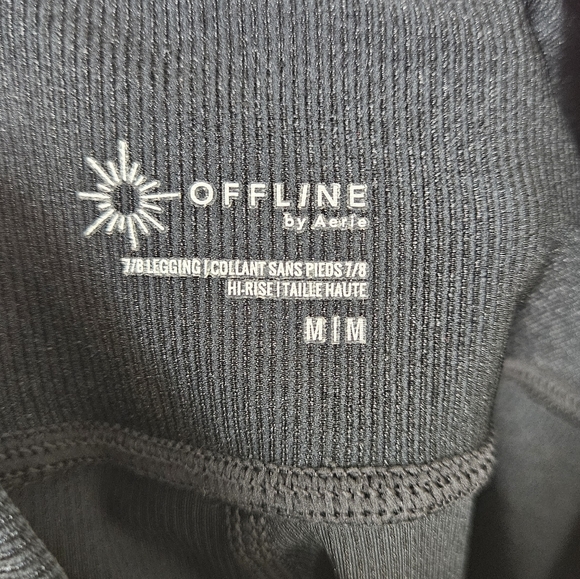 OFFLINE
by Aerie
7/8 LEGGING | COLLANT SANS PIEDS 7/8
HI-RISE | TAILLE HAUTE
M | M